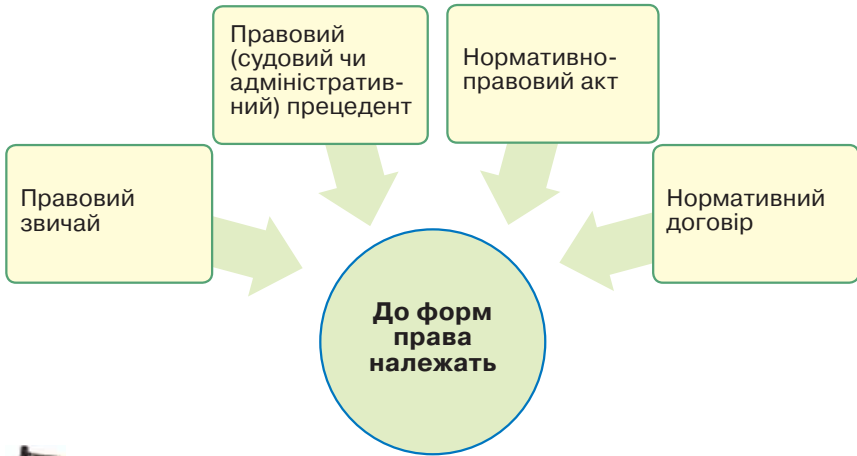 Правовий
звичай
Правовий
(судовий чи
адміністратив-
ний) прецедент
Нормативно-
правовий акт
Нормативний
договір
До форм
права
належать